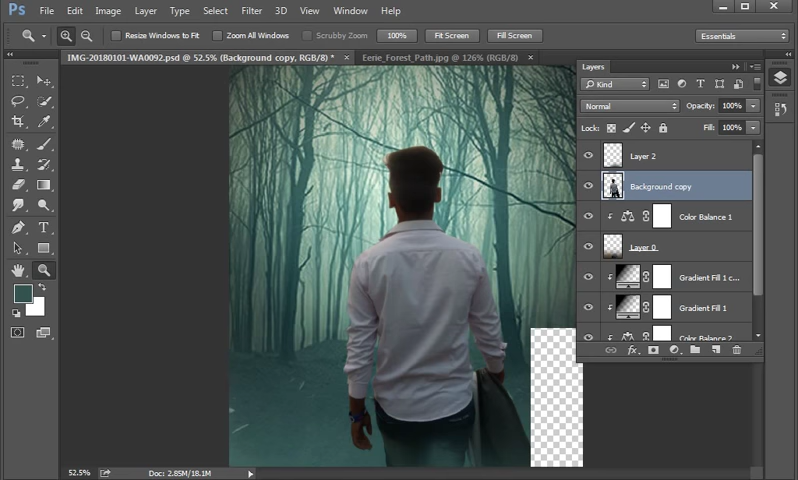 Ps File Edit Image Layer Type Select Filter 3D View Window Help
Resize Windows to Fit Zoom All Windows Scrubby Zoom 100% Fit Screen Fill Screen Essentials
IMG-20180101-WA0092.psd @ 52.5% (Background copy, RGB/8) * × Eerie_Forest_Path.jpg @ 126% (RGB/8) ×
Layers
Kind
Normal Opacity: 100%
Lock: Fill: 100%
Layer 2
Background copy
Color Balance 1
Layer 0
Gradient Fill 1 c...
Gradient Fill 1
Color Balance 2
fx
52.5% Doc: 2.85M/18.1M